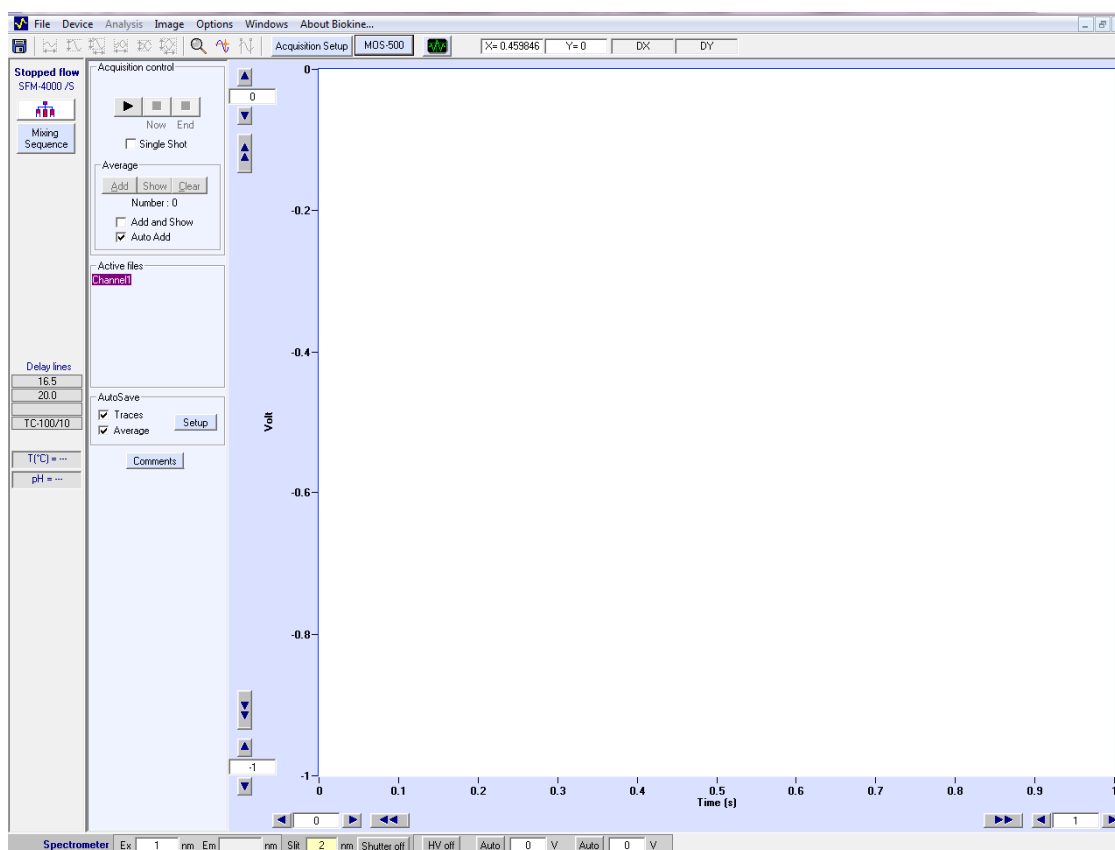 File Device Analysis Image Options Windows About Biokine...
Acquisition Setup MOS-500 X= 0.459846 Y= 0 DX DY
Stopped flow
SFM-4000 /S
Mixing
Sequence
Delay lines
16.5
20.0
TC-100/10
T(°C) = ---
pH = ---
Acquisition control
Now End
Single Shot
Average
Add Show Clear
Number : 0
Add and Show
Auto Add
Active files
Channel1
AutoSave
Traces
Average
Setup
Comments
0
-1
Volt
0
-0.2
-0.4
-0.6
-0.8
-1
0 0.1 0.2 0.3 0.4 0.5 0.6 0.7 0.8 0.9 1
Time (s)
0 1
Spectrometer Ex 1 nm Em nm Slit 2 nm Shutter off HV off Auto 0 V Auto 0 V